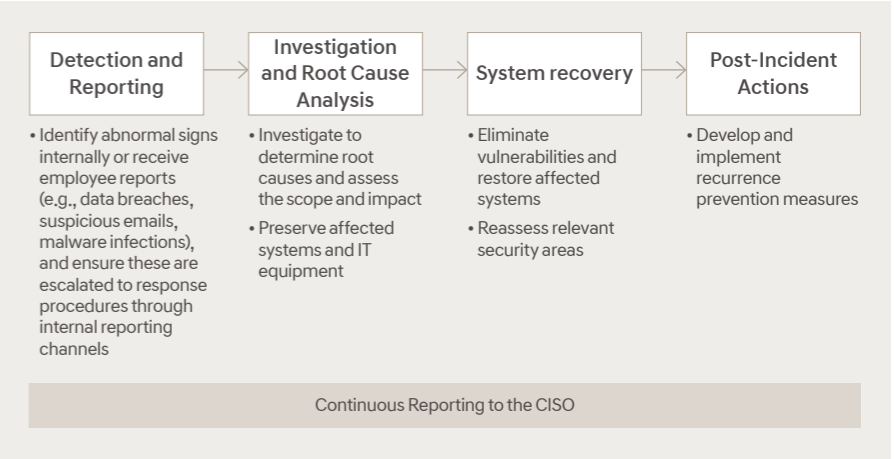 Detection and
Reporting
Investigation
and Root Cause
Analysis
System recovery
Post-Incident
Actions
• Identify abnormal signs
internally or receive
employee reports
(e.g., data breaches,
suspicious emails,
malware infections),
and ensure these are
escalated to response
procedures through
internal reporting
channels
• Investigate to
determine root
causes and assess
the scope and impact
• Preserve affected
systems and IT
equipment
• Eliminate
vulnerabilities and
restore affected
systems
• Reassess relevant
security areas
• Develop and
implement
recurrence
prevention measures
Continuous Reporting to the CISO